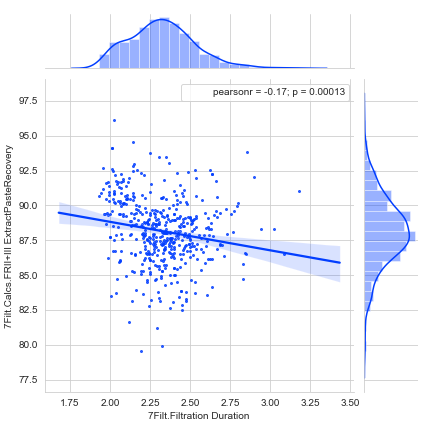 pearsonr = -0.17; p = 0.00013
97.5
95.0
92.5
90.0
87.5
85.0
82.5
80.0
77.5
7Filt.Calcs.FRII+III ExtractPasteRecovery
1.75 2.00 2.25 2.50 2.75 3.00 3.25 3.50
7Filt.Filtration Duration